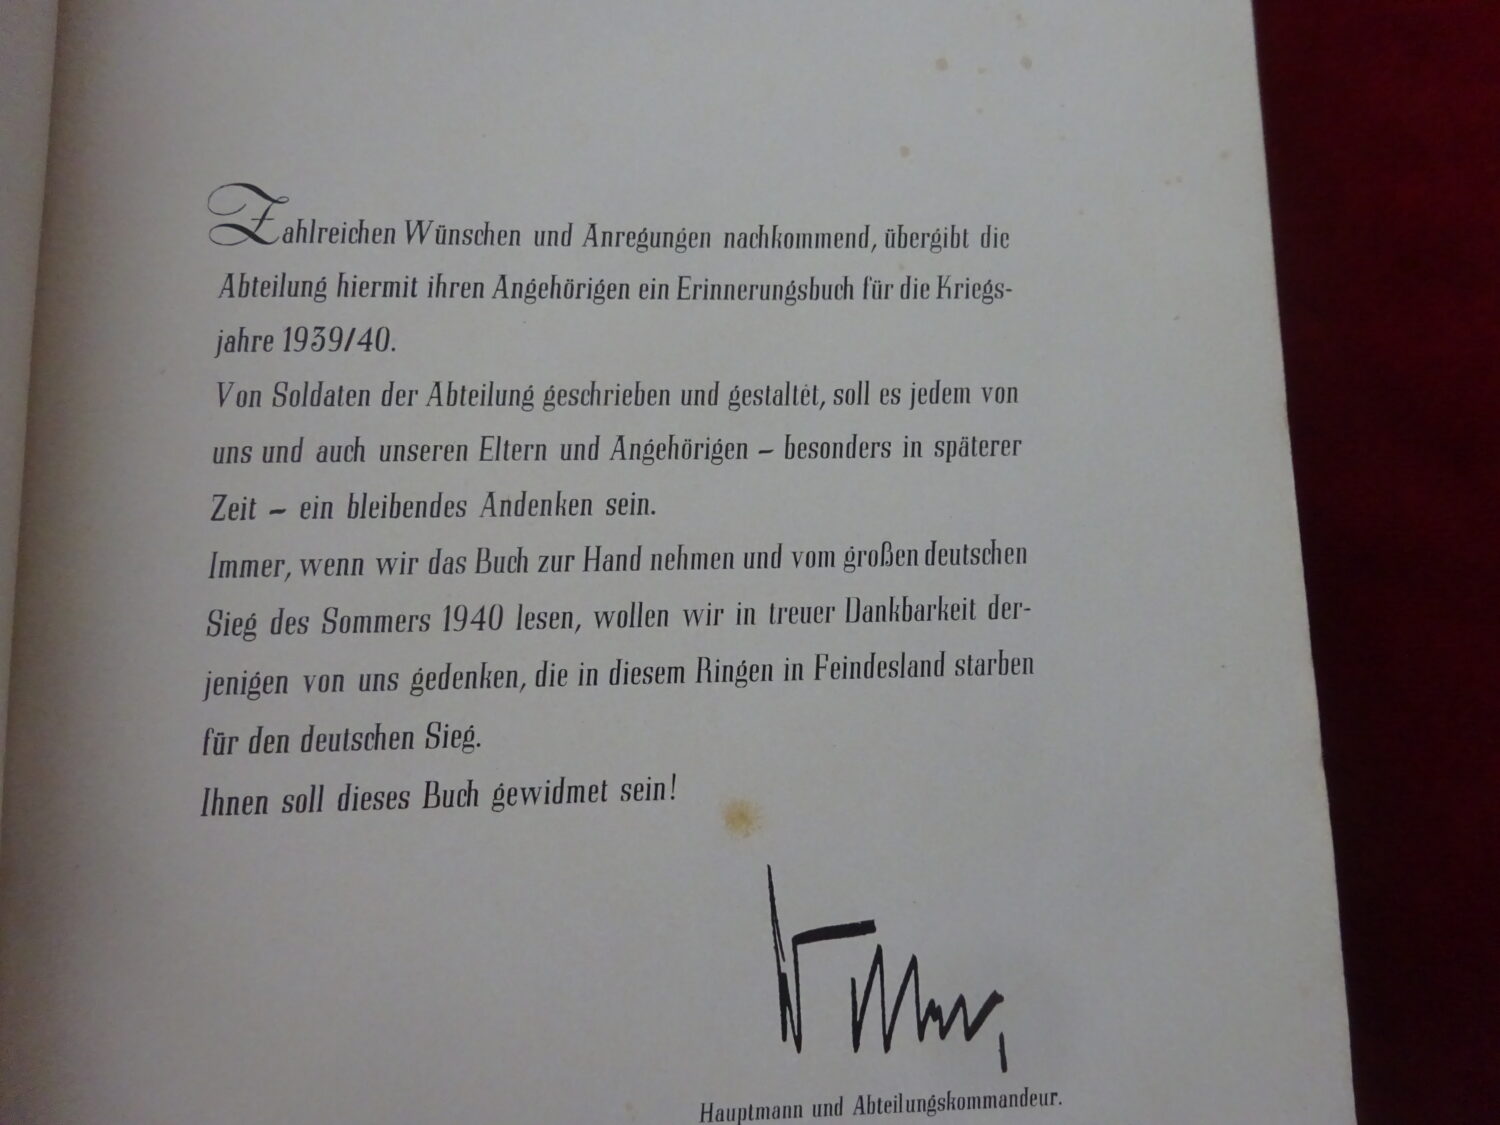 Zahlreichen Wünschen und Anregungen nachkommend, übergibt die
Abteilung hiermit ihren Angehörigen ein Erinnerungsbuch für die Kriegs-
jahre 1939/40.
Von Soldaten der Abteilung geschrieben und gestaltet, soll es jedem von
uns und auch unseren Eltern und Angehörigen – besonders in späterer
Zeit – ein bleibendes Andenken sein.
Immer, wenn wir das Buch zur Hand nehmen und vom großen deutschen
Sieg des Sommers 1940 lesen, wollen wir in treuer Dankbarkeit der-
jenigen von uns gedenken, die in diesem Ringen in Feindesland starben
für den deutschen Sieg.
Ihnen soll dieses Buch gewidmet sein!
Hauptmann und Abteilungskommandeur.